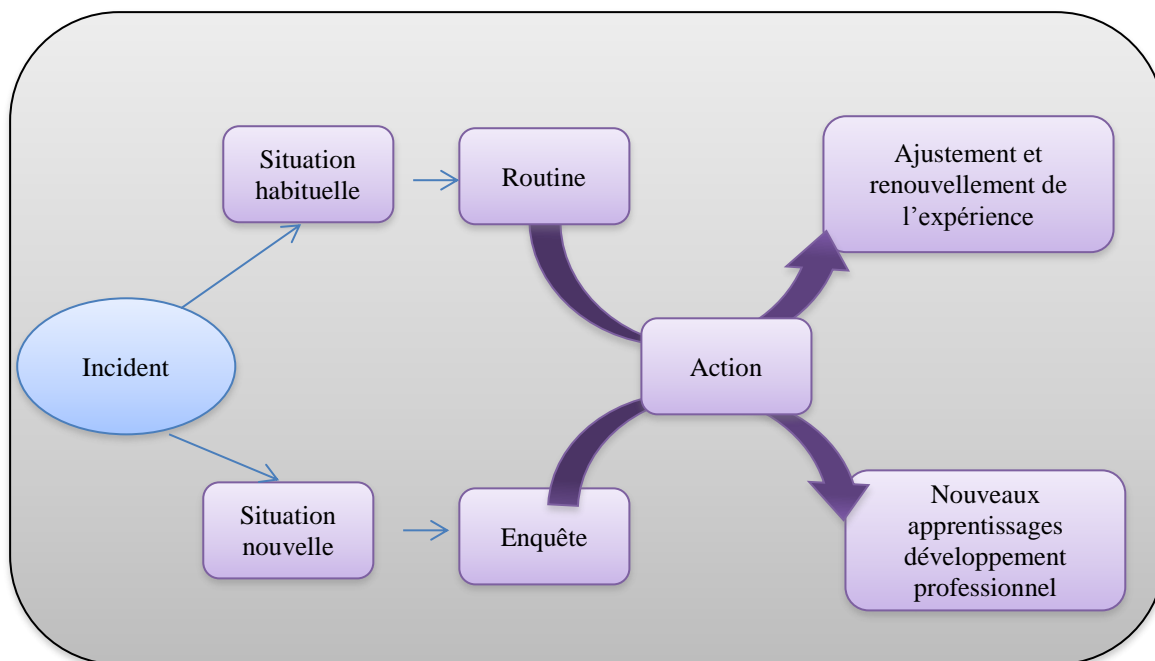 Situation
habituelle
Routine
Ajustement et
renouvellement de
l’expérience
Incident
Action
Situation
nouvelle
Enquête
Nouveaux
apprentissages
développement
professionnel